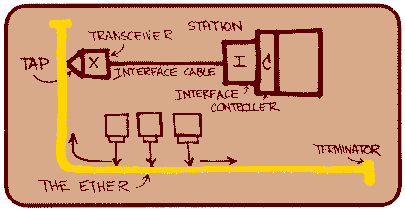 STATION
TRANSCEIVER
TAP
X
I
C
INTERFACE CABLE
INTERFACE
CONTROLLER
TERMINATOR
THE ETHER